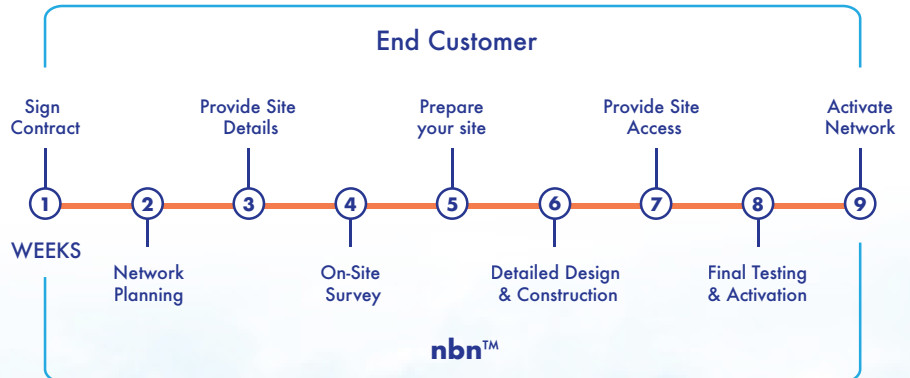 End Customer
Sign
Contract
Provide Site
Details
Prepare
your site
Provide Site
Access
Activate
Network
1 2 3 4 5 6 7 8 9
WEEKS
Network
Planning
On-Site
Survey
Detailed Design
& Construction
Final Testing
& Activation
nbn™